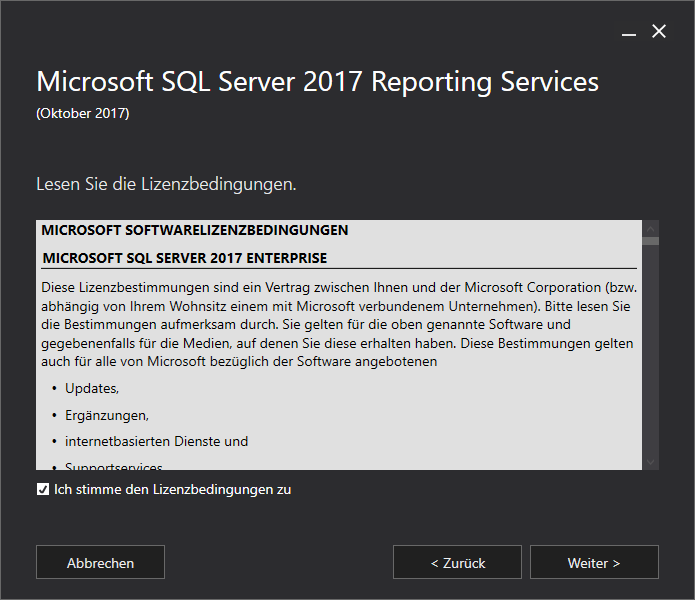 Microsoft SQL Server 2017 Reporting Services
(Oktober 2017)
Lesen Sie die Lizenzbedingungen.
MICROSOFT SOFTWARELIZENZBEDINGUNGEN
MICROSOFT SQL SERVER 2017 ENTERPRISE
Diese Lizenzbestimmungen sind ein Vertrag zwischen Ihnen und der Microsoft Corporation (bzw.
abhängig von Ihrem Wohnsitz einem mit Microsoft verbundenem Unternehmen). Bitte lesen Sie
die Bestimmungen aufmerksam durch. Sie gelten für die oben genannte Software und
gegebenenfalls für die Medien, auf denen Sie diese erhalten haben. Diese Bestimmungen gelten
auch für alle von Microsoft bezüglich der Software angebotenen
• Updates,
• Ergänzungen,
• internetbasierten Dienste und
• Supportservices
Ich stimme den Lizenzbedingungen zu
Abbrechen
< Zurück
Weiter >